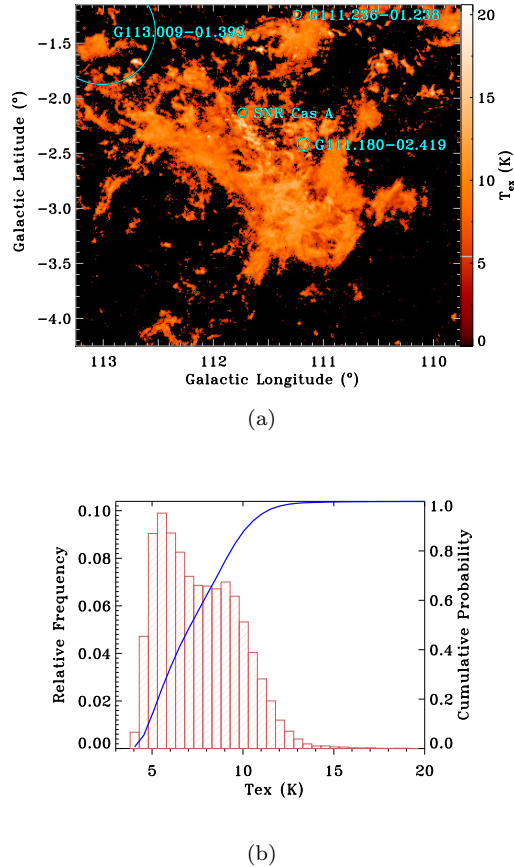 G111.236−01.238
G113.009−01.393
SNR Cas A
G111.180−02.419
−1.5
−2.0
−2.5
−3.0
−3.5
−4.0
Galactic Latitude (°)
113
112
111
110
Galactic Longitude (°)
20
15
10
5
0
T_ex (K)
(a)
0.10
0.08
0.06
0.04
0.02
0.00
Relative Frequency
1.0
0.8
0.6
0.4
0.2
0.0
Cumulative Probability
5
10
15
20
Tex (K)
(b)